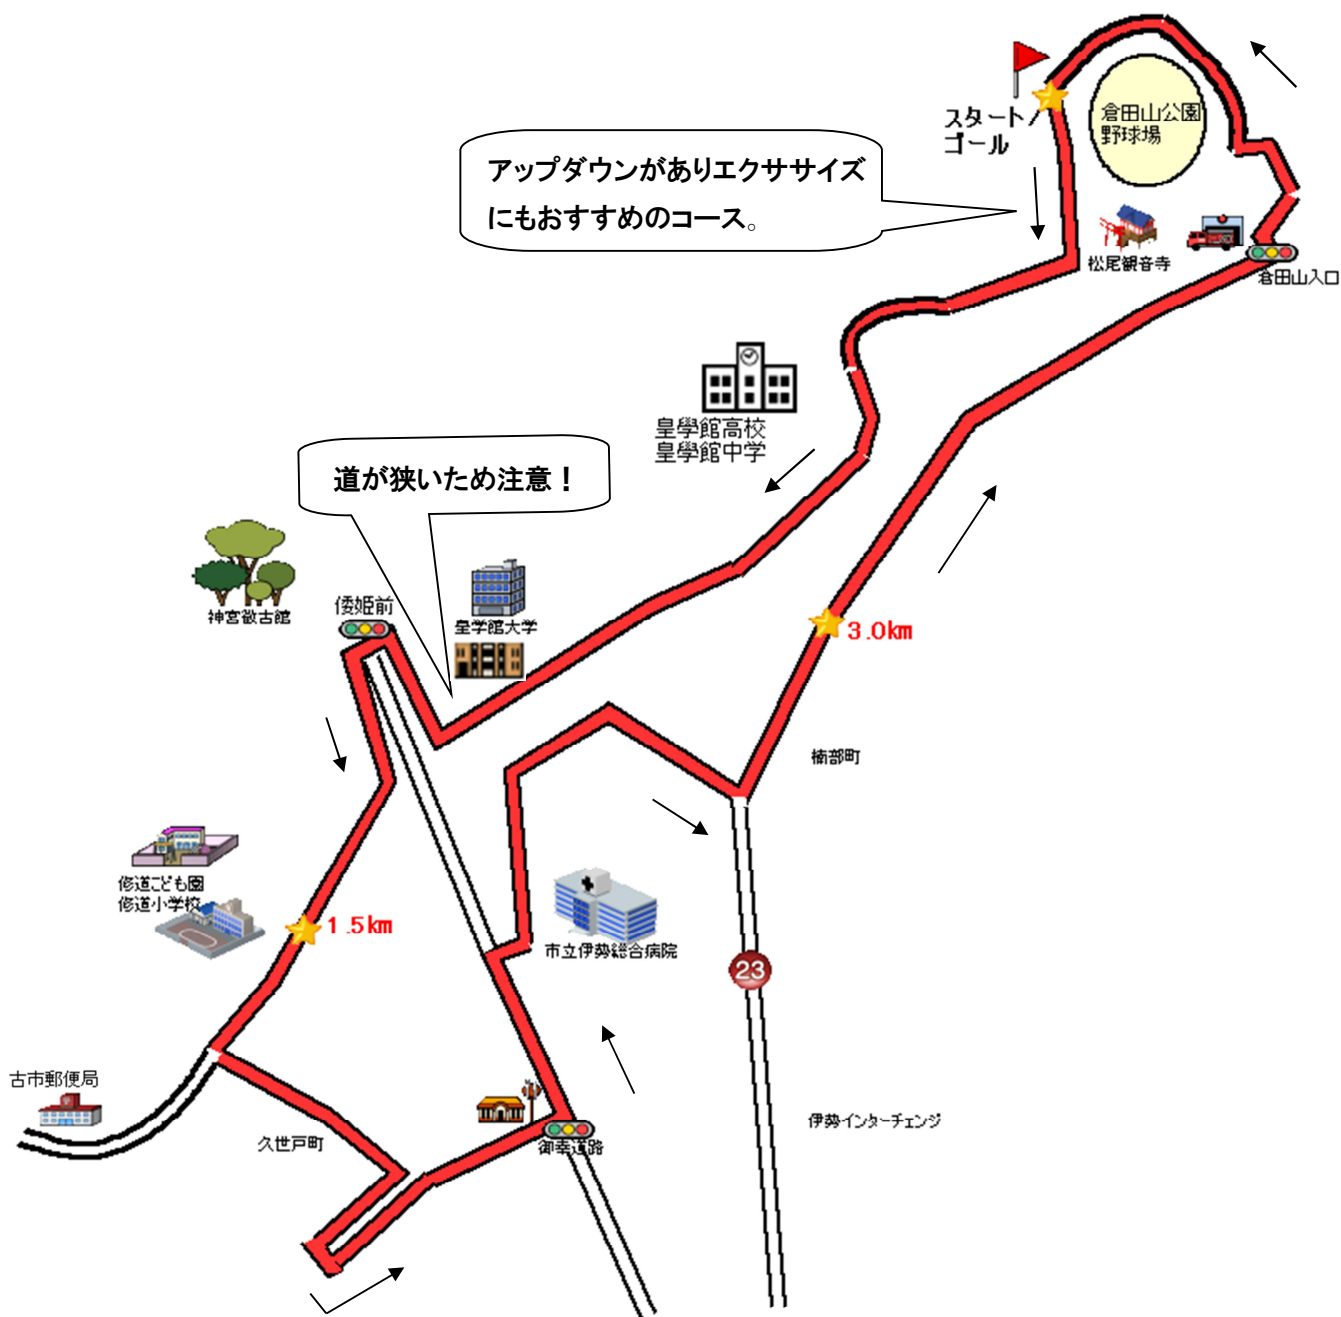 スタート
ゴール
倉田山公園
野球場
アップダウンがありエクササイズ
にもおすすめのコース。
松尾観音寺
倉田山入口
皇學館高校
皇學館中学
道が狭いため注意！
神宮徴古館
倭姫前
皇学館大学
3.0km
楠部町
修道こども園
修道小学校
1.5km
市立伊勢総合病院
23
古市郵便局
久世戸町
御幸道路
伊勢インターチェンジ